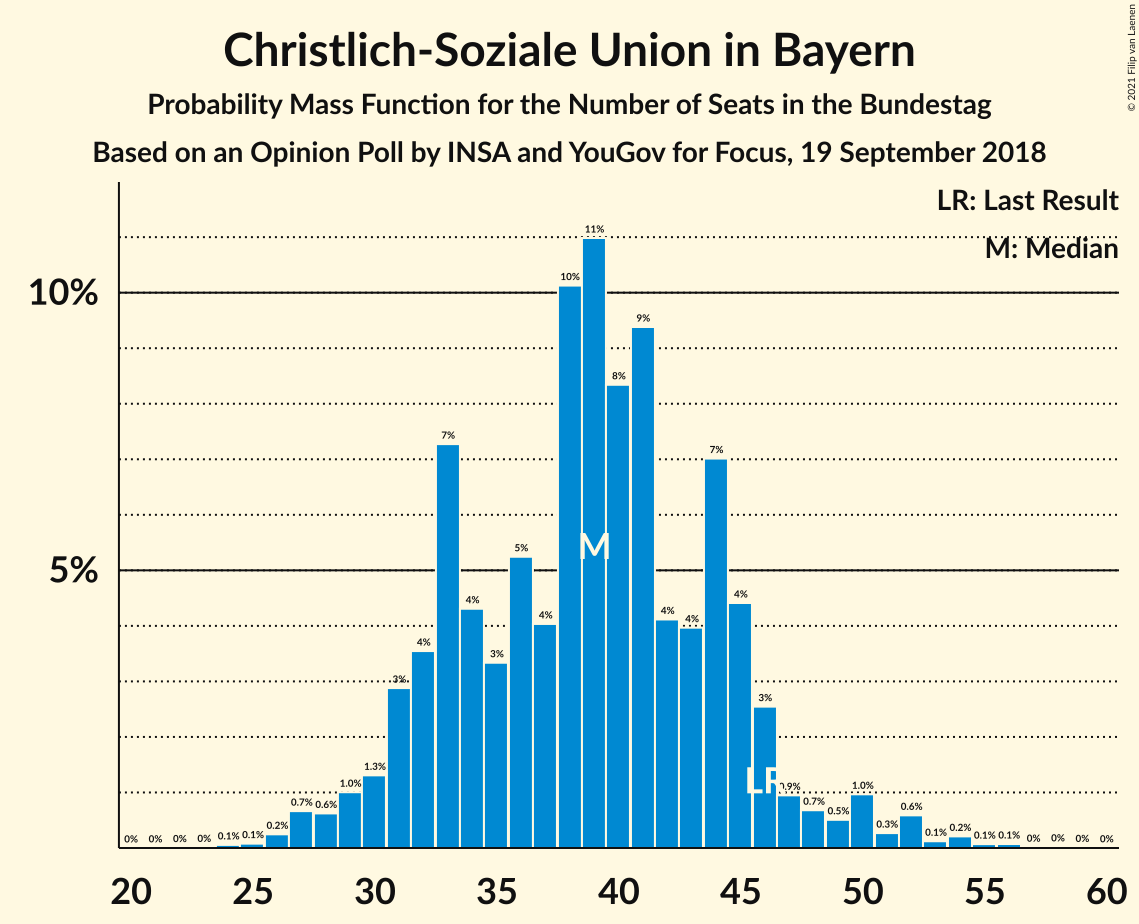 Christlich-Soziale Union in Bayern
Probability Mass Function for the Number of Seats in the Bundestag
Based on an Opinion Poll by INSA and YouGov for Focus, 19 September 2018
© 2021 Filip van Laenen
LR: Last Result
M: Median
10%
5%
0% 0% 0% 0% 0.1% 0.1% 0.2% 0.7% 0.6% 1.0% 1.3% 3% 4% 7% 4% 3% 5% 4% 10% 11% 8% 9% 4% 4% 7% 4% 3% 0.9% 0.7% 0.5% 1.0% 0.3% 0.6% 0.1% 0.2% 0.1% 0.1% 0% 0% 0% 0%
M
LR
20 25 30 35 40 45 50 55 60